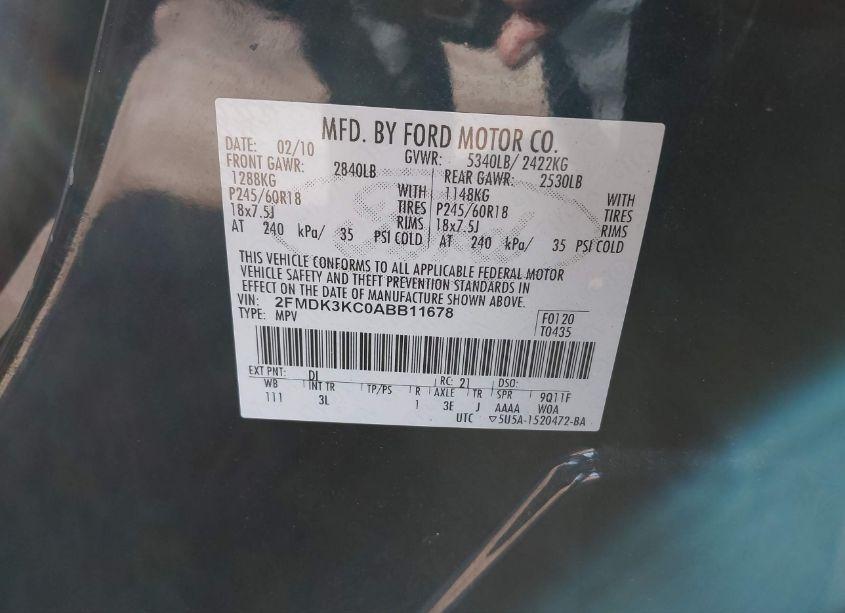 MFD. BY FORD MOTOR CO.
DATE: 02/10 GVWR: 5340LB/ 2422KG
FRONT GAWR: 2840LB REAR GAWR: 2530LB
1288KG WITH 1148KG WITH
P245/60R18 TIRES P245/60R18 TIRES
18x7.5J RIMS 18x7.5J RIMS
AT 240 kPa/ 35 PSI COLD AT 240 kPa/ 35 PSI COLD
THIS VEHICLE CONFORMS TO ALL APPLICABLE FEDERAL MOTOR
VEHICLE SAFETY AND THEFT PREVENTION STANDARDS IN
EFFECT ON THE DATE OF MANUFACTURE SHOWN ABOVE.
VIN: 2FMDK3KC0ABB11678
TYPE: MPV
F0120
T0435
EXT PNT: DI RC: 21 DSO:
WB INT TR TP/PS R AXLE TR SPR 9Q11F
111 3L 1 3E J AAAA W0A
UTC ▽5U5A-1520472-BA